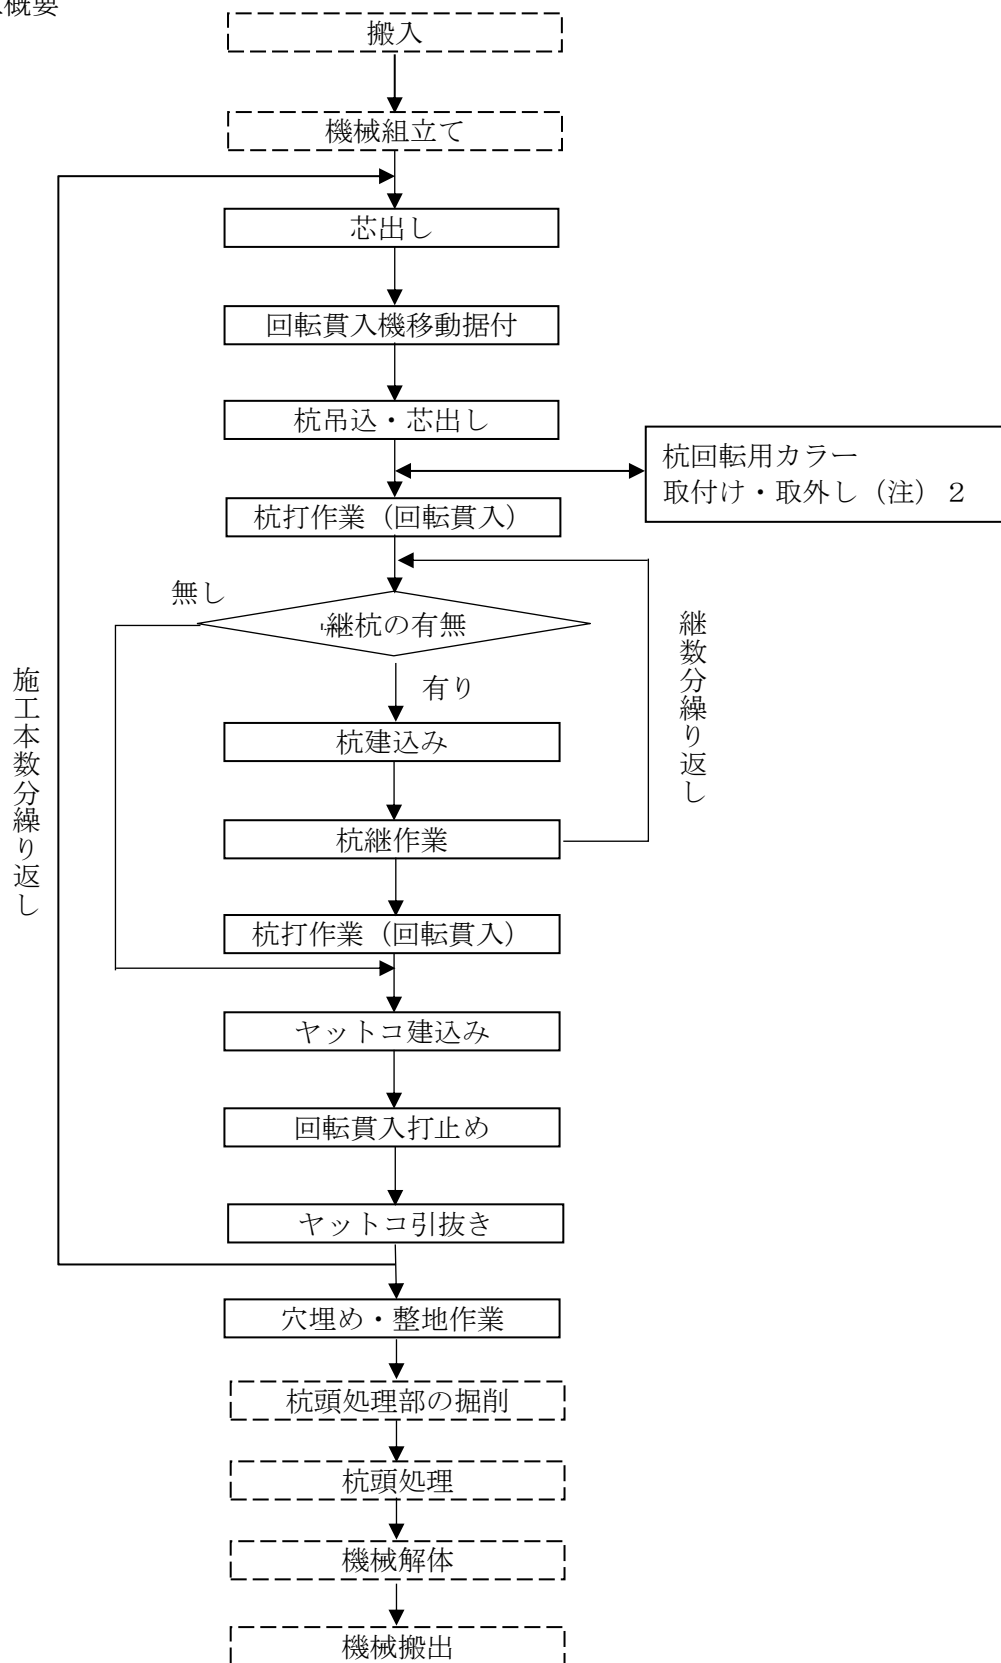 概要
搬入
機械組立て
芯出し
回転貫入機移動据付
杭吊込・芯出し
杭回転用カラー
取付け・取外し（注）２
杭打作業（回転貫入）
無し
継杭の有無
有り
継数分繰り返し
施工本数分繰り返し
杭建込み
杭継作業
杭打作業（回転貫入）
ヤットコ建込み
回転貫入打止め
ヤットコ引抜き
穴埋め・整地作業
杭頭処理部の掘削
杭頭処理
機械解体
機械搬出